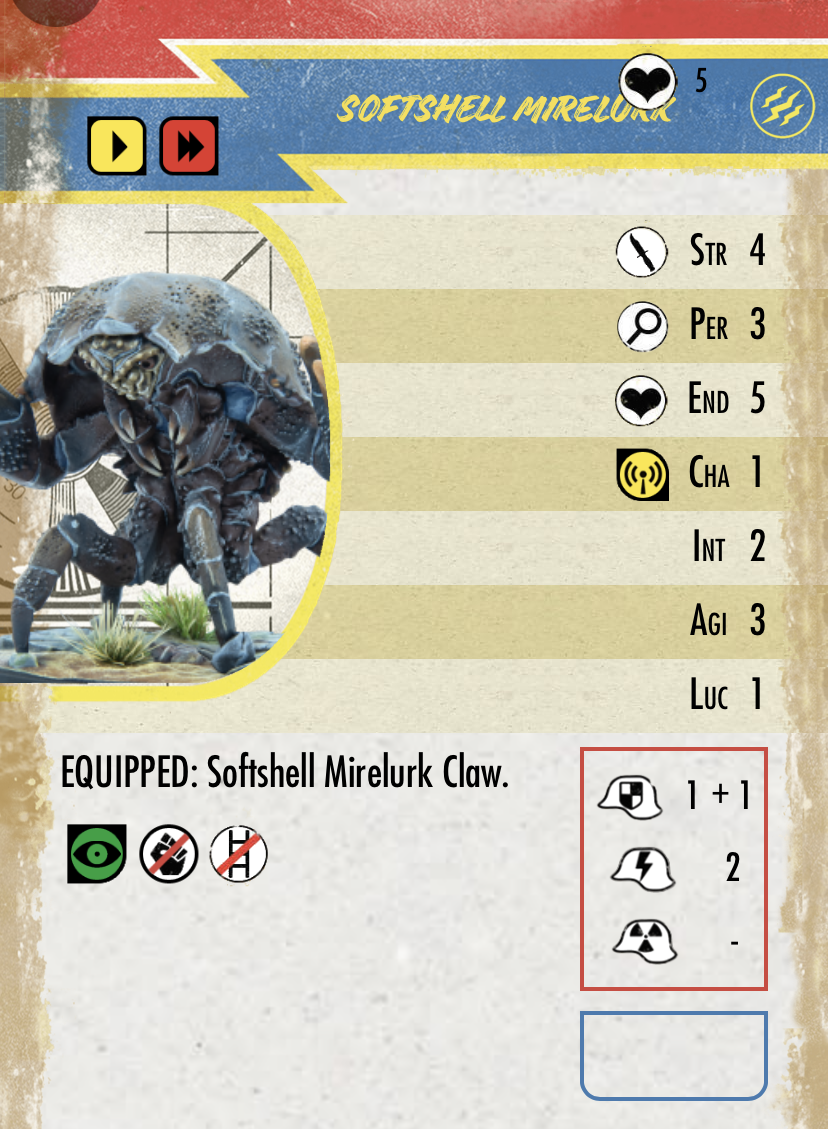 SOFTSHELL MIRELURK
5
STR 4
PER 3
END 5
CHA 1
INT 2
AGI 3
LUC 1
30
EQUIPPED: Softshell Mirelurk Claw.
1 + 1
2
-